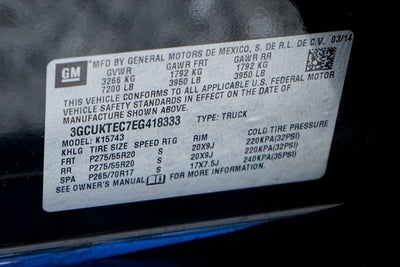 GM
MFD BY GENERAL MOTORS DE MEXICO, S. DE R.L. DE C.V. 03/14
GVWR GAWR FRT GAWR RR
3266 KG 1792 KG 1792 KG
7200 LB 3950 LB 3950 LB
THIS VEHICLE CONFORMS TO ALL APPLICABLE U.S. FEDERAL MOTOR
VEHICLE SAFETY STANDARDS IN EFFECT ON THE DATE OF
MANUFACTURE SHOWN ABOVE.
3GCUKTEC7EG418333 TYPE: TRUCK
MODEL: K15743
KHLG TIRE SIZE SPEED RTG RIM COLD TIRE PRESSURE
FRT P275/55R20 S 20X9J 220KPA(32PSI)
RR P275/55R20 S 20X9J 220KPA(32PSI)
SPA P265/70R17 S 17X7.5J 240KPA(35PSI)
SEE OWNER'S MANUAL FOR MORE INFORMATION.